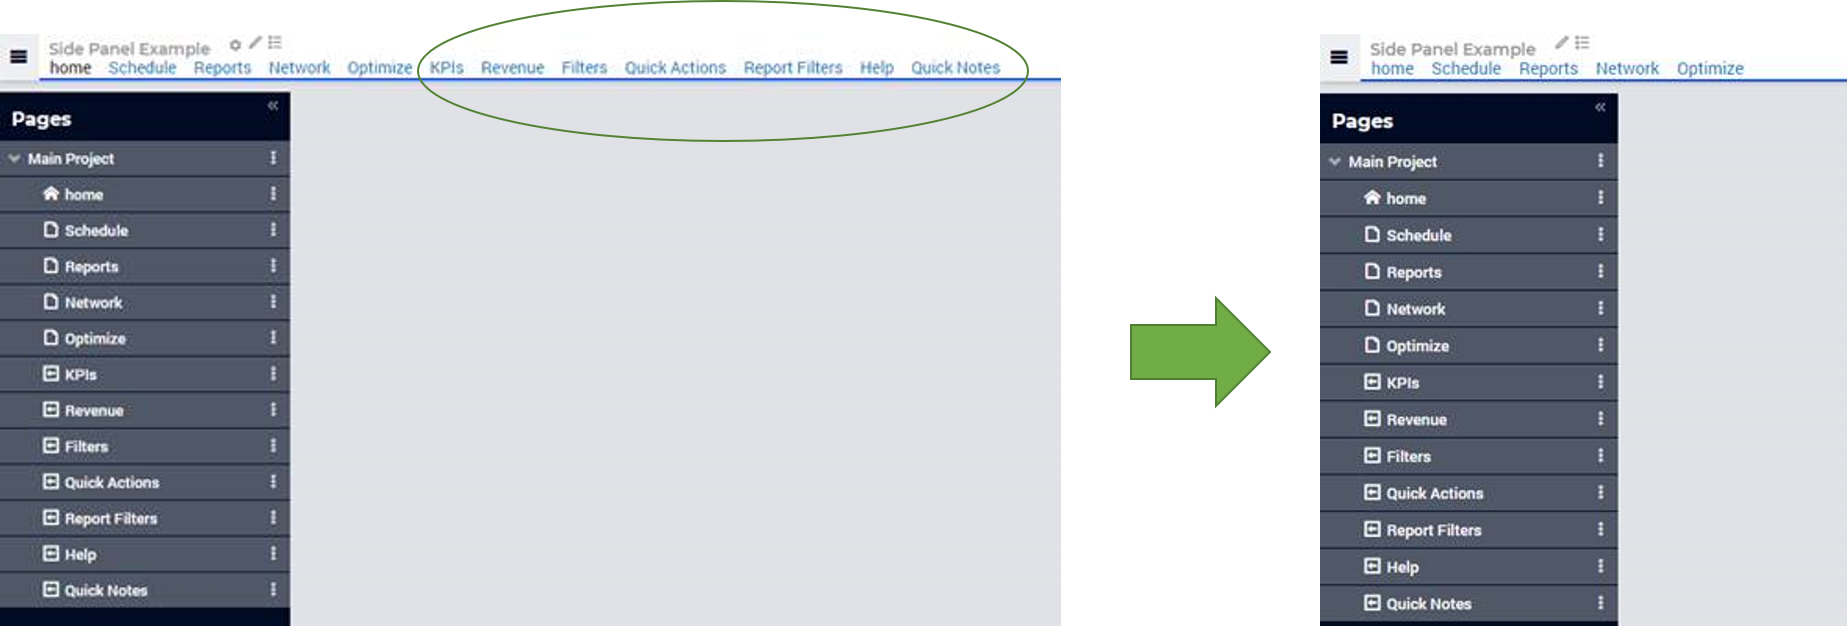 Side Panel Example
home Schedule Reports Network Optimize KPIs Revenue Filters Quick Actions Report Filters Help Quick Notes
Pages
Main Project
home
Schedule
Reports
Network
Optimize
KPIs
Revenue
Filters
Quick Actions
Report Filters
Help
Quick Notes
Side Panel Example
home Schedule Reports Network Optimize
Pages
Main Project
home
Schedule
Reports
Network
Optimize
KPIs
Revenue
Filters
Quick Actions
Report Filters
Help
Quick Notes